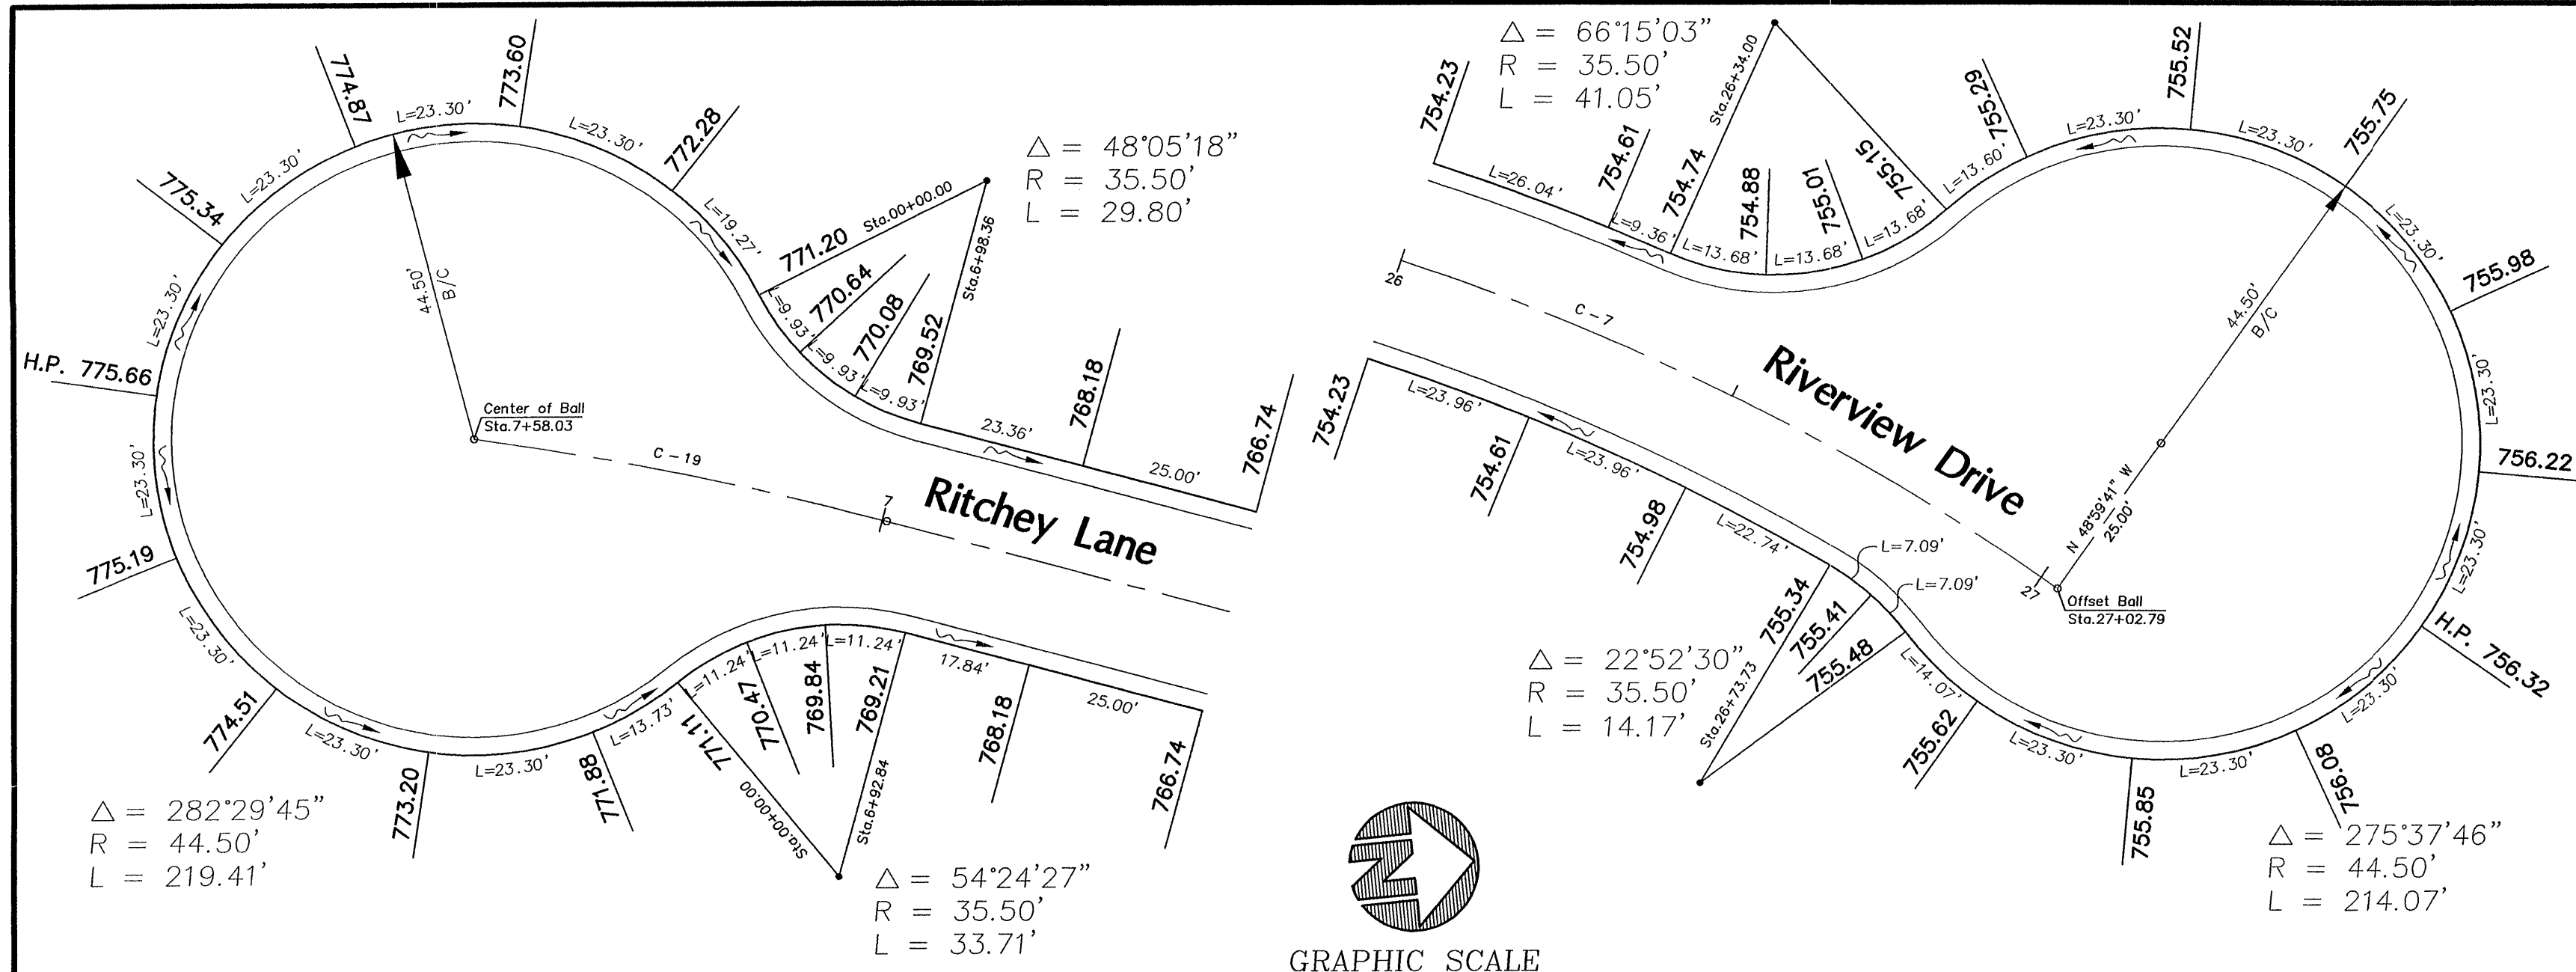 774.87
L=23.30'
773.60
L=23.30'
772.28
L=23.30'
775.34
L=19.27'
Δ = 48°05'18"
R = 35.50'
L = 29.80'
771.20
Sta.00+00.00
Sta.6+98.36
L=9.93'
770.64
L=9.93'
770.08
L=9.93'
769.52
44.50'
B/C
L=23.30'
H.P. 775.66
Center of Ball
Sta.7+58.03
C-19
7
Ritchey Lane
23.36'
768.18
25.00'
766.74
L=23.30'
775.19
L=23.30'
774.51
L=23.30'
773.20
L=23.30'
771.88
L=13.73'
771.11
L=11.24'
770.47
L=11.24'
769.84
L=11.24'
769.21
17.84'
768.18
25.00'
766.74
Sta.00+00.00
Sta.6+92.84
Δ = 282°29'45"
R = 44.50'
L = 219.41'
Δ = 54°24'27"
R = 35.50'
L = 33.71'
Δ = 66°15'03"
R = 35.50'
L = 41.05'
754.23
L=26.04'
754.61
L=9.36'
754.74
Sta.26+34.00
L=13.68'
754.88
L=13.68'
755.01
L=13.68'
755.15
L=13.60'
755.29
L=23.30'
755.52
L=23.30'
755.75
L=23.30'
755.98
L=23.30'
756.22
L=23.30'
H.P. 756.32
L=23.30'
756.08
L=23.30'
755.85
L=23.30'
755.62
L=14.07'
755.48
755.41
755.34
L=7.09'
L=7.09'
L=22.74'
754.98
L=23.96'
754.61
L=23.96'
754.23
26
C-7
Riverview Drive
44.50'
B/C
N 48°59'41" W
25.00'
27
Offset Ball
Sta.27+02.79
Sta.26+73.73
Δ = 22°52'30"
R = 35.50'
L = 14.17'
Δ = 275°37'46"
R = 44.50'
L = 214.07'
N
GRAPHIC SCALE